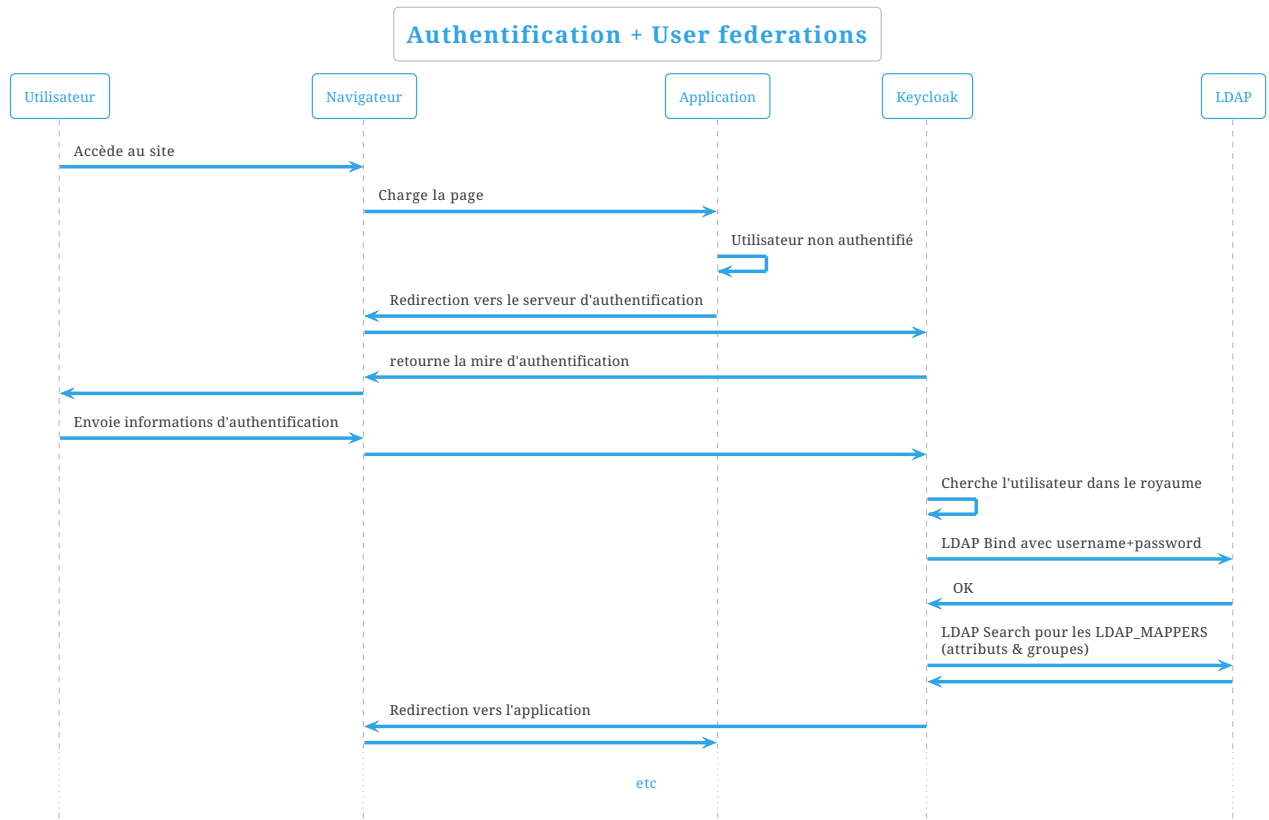 Authentification + User federations
Utilisateur
Navigateur
Application
Keycloak
LDAP
Accède au site
Charge la page
Utilisateur non authentifié
Redirection vers le serveur d'authentification
retourne la mire d'authentification
Envoie informations d'authentification
Cherche l'utilisateur dans le royaume
LDAP Bind avec username+password
OK
LDAP Search pour les LDAP_MAPPERS
(attributs & groupes)
Redirection vers l'application
etc